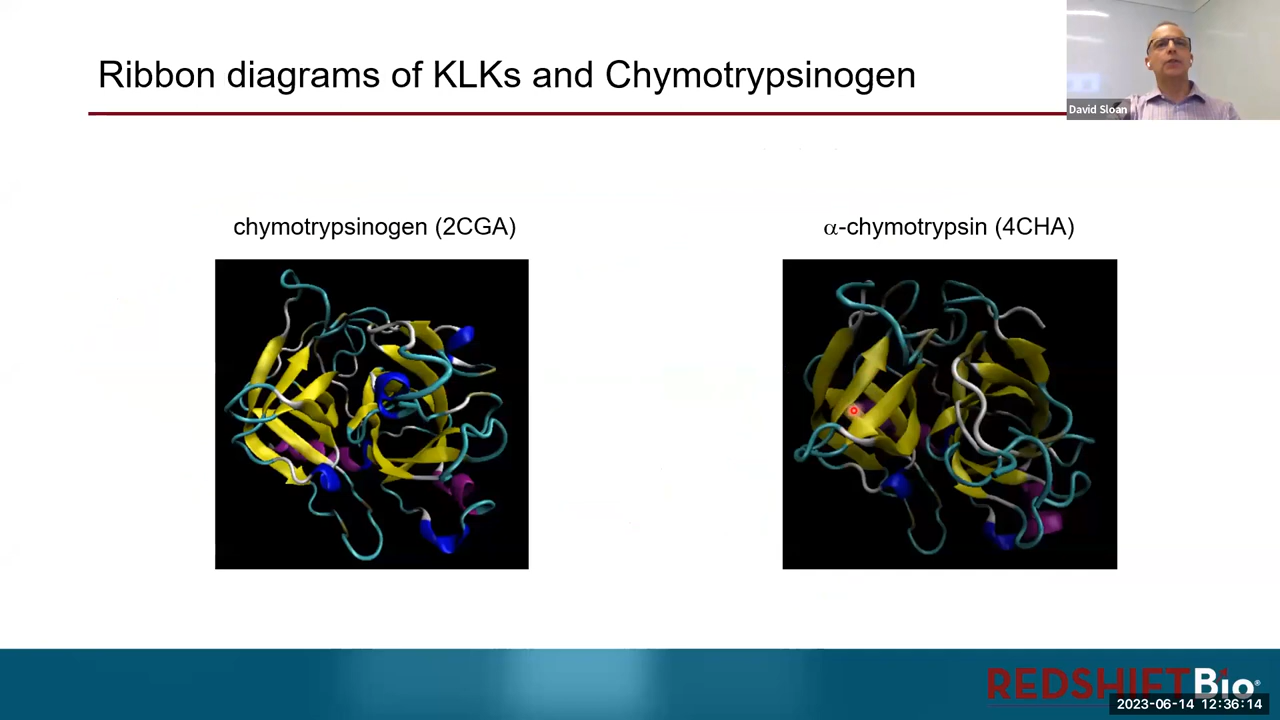 Ribbon diagrams of KLKs and Chymotrypsinogen
David Sloan
chymotrypsinogen (2CGA)
α-chymotrypsin (4CHA)
REDSHIFTBio®
2023-06-14 12:36:14